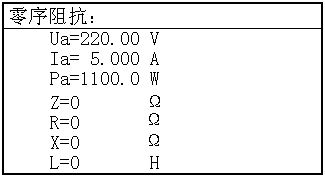 零序阻抗：
Ua=220.00 V
Ia= 5.000 A
Pa=1100.0 W
Z=0 Ω
R=0 Ω
X=0 Ω
L=0 H